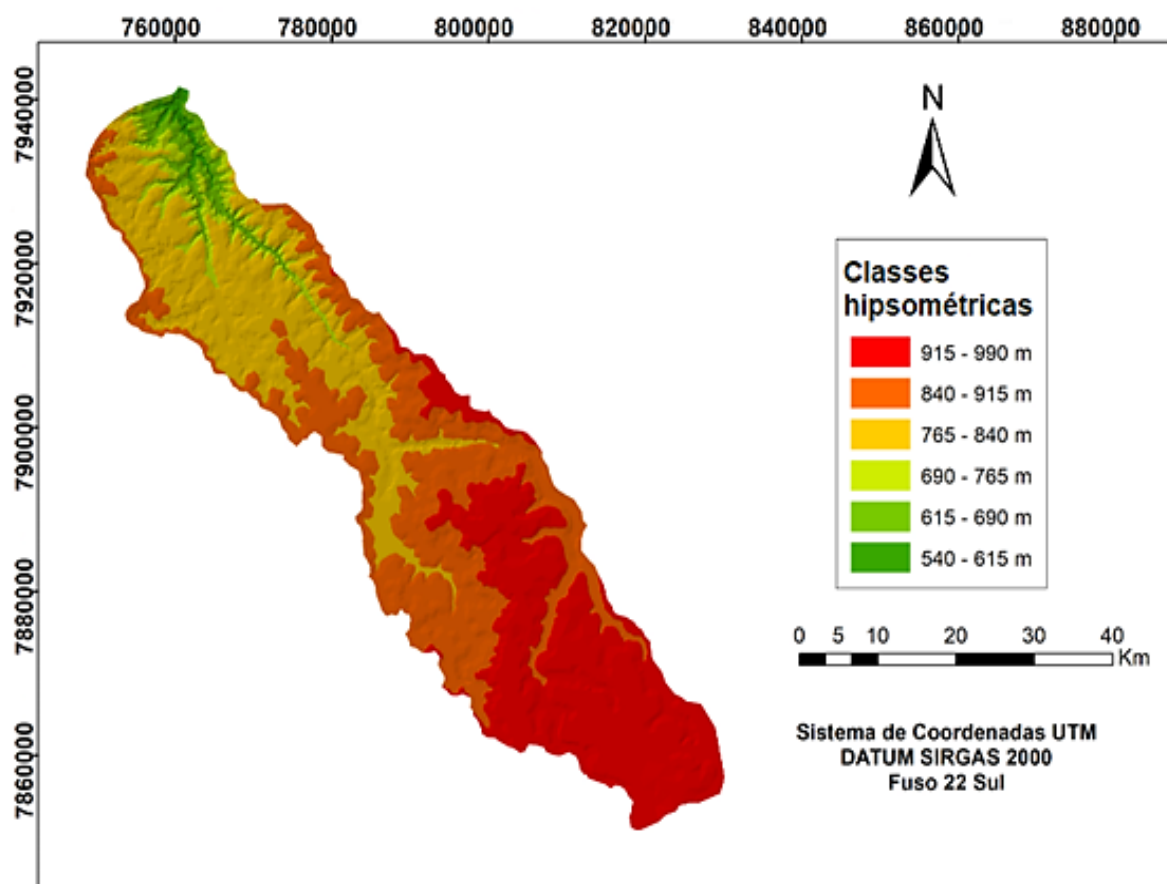 760000 780000 800000 820000 840000 860000 880000
7940000
7920000
7900000
7880000
7860000
N
Classes
hipsométricas
915 - 990 m
840 - 915 m
765 - 840 m
690 - 765 m
615 - 690 m
540 - 615 m
0 5 10 20 30 40
Km
Sistema de Coordenadas UTM
DATUM SIRGAS 2000
Fuso 22 Sul